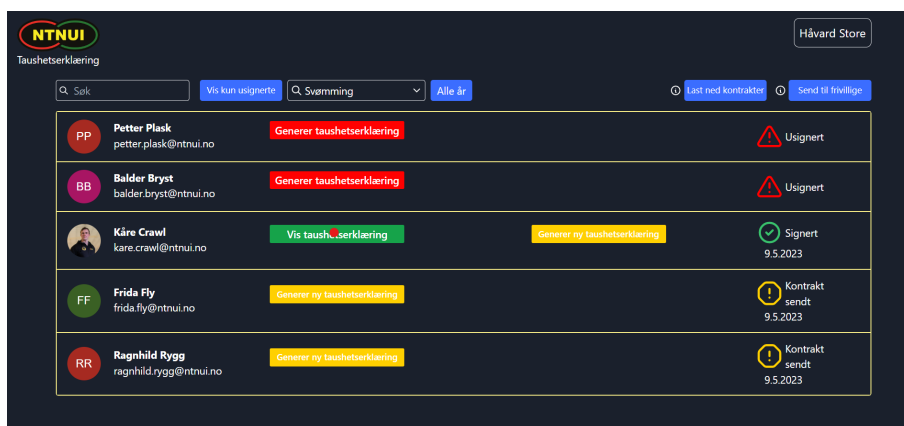 NTNUI
Taushetserklæring
Håvard Store
Søk
Vis kun usignerte
Svømming
Alle år
Last ned kontrakter
Send til frivillige
PP
Petter Plask
petter.plask@ntnui.no
Generer taushetserklæring
Usignert
BB
Balder Bryst
balder.bryst@ntnui.no
Generer taushetserklæring
Usignert
Kåre Crawl
kare.crawl@ntnui.no
Vis taushetserklæring
Generer ny taushetserklæring
Signert
9.5.2023
FF
Frida Fly
frida.fly@ntnui.no
Generer ny taushetserklæring
Kontrakt
sendt
9.5.2023
RR
Ragnhild Rygg
ragnhild.rygg@ntnui.no
Generer ny taushetserklæring
Kontrakt
sendt
9.5.2023